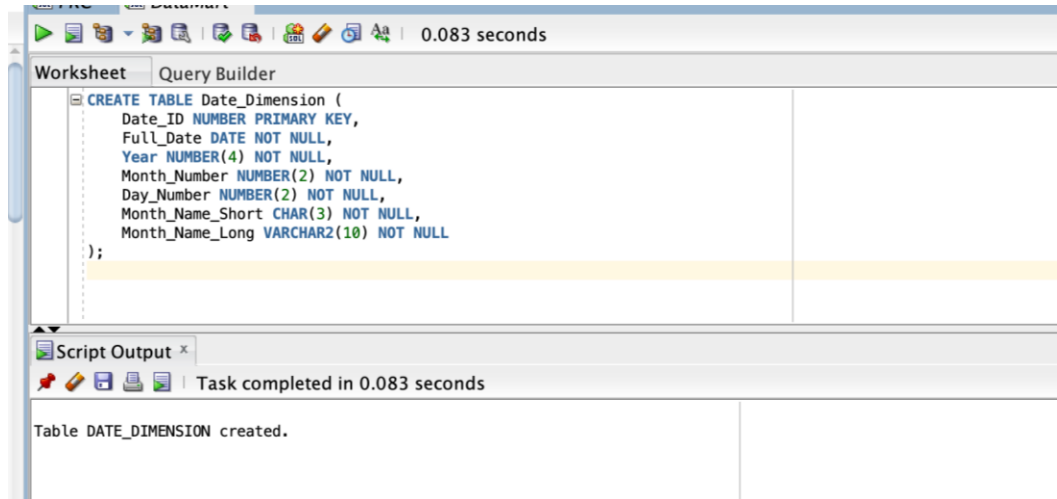 DataMart
0.083 seconds
Worksheet Query Builder
CREATE TABLE Date_Dimension (
Date_ID NUMBER PRIMARY KEY,
Full_Date DATE NOT NULL,
Year NUMBER(4) NOT NULL,
Month_Number NUMBER(2) NOT NULL,
Day_Number NUMBER(2) NOT NULL,
Month_Name_Short CHAR(3) NOT NULL,
Month_Name_Long VARCHAR2(10) NOT NULL
);
Script Output x
Task completed in 0.083 seconds
Table DATE_DIMENSION created.